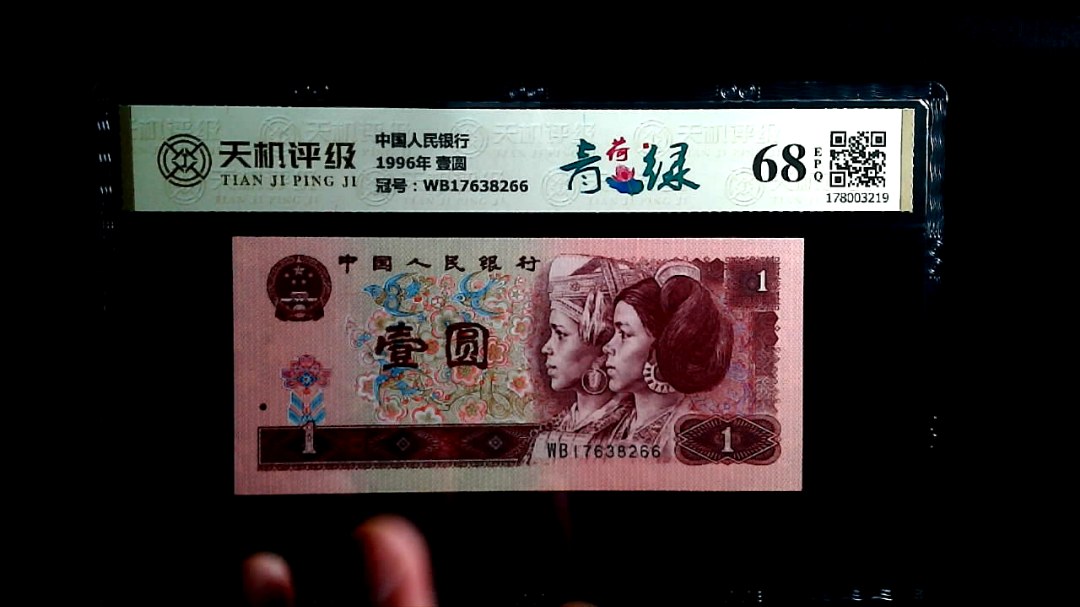 天机评级
TIAN JI PING JI
中国人民银行
1996年 壹圆
冠号：WB17638266
青荷绿
68
EPQ
178003219
中国人民银行
1
壹圆
1
WB17638266
1